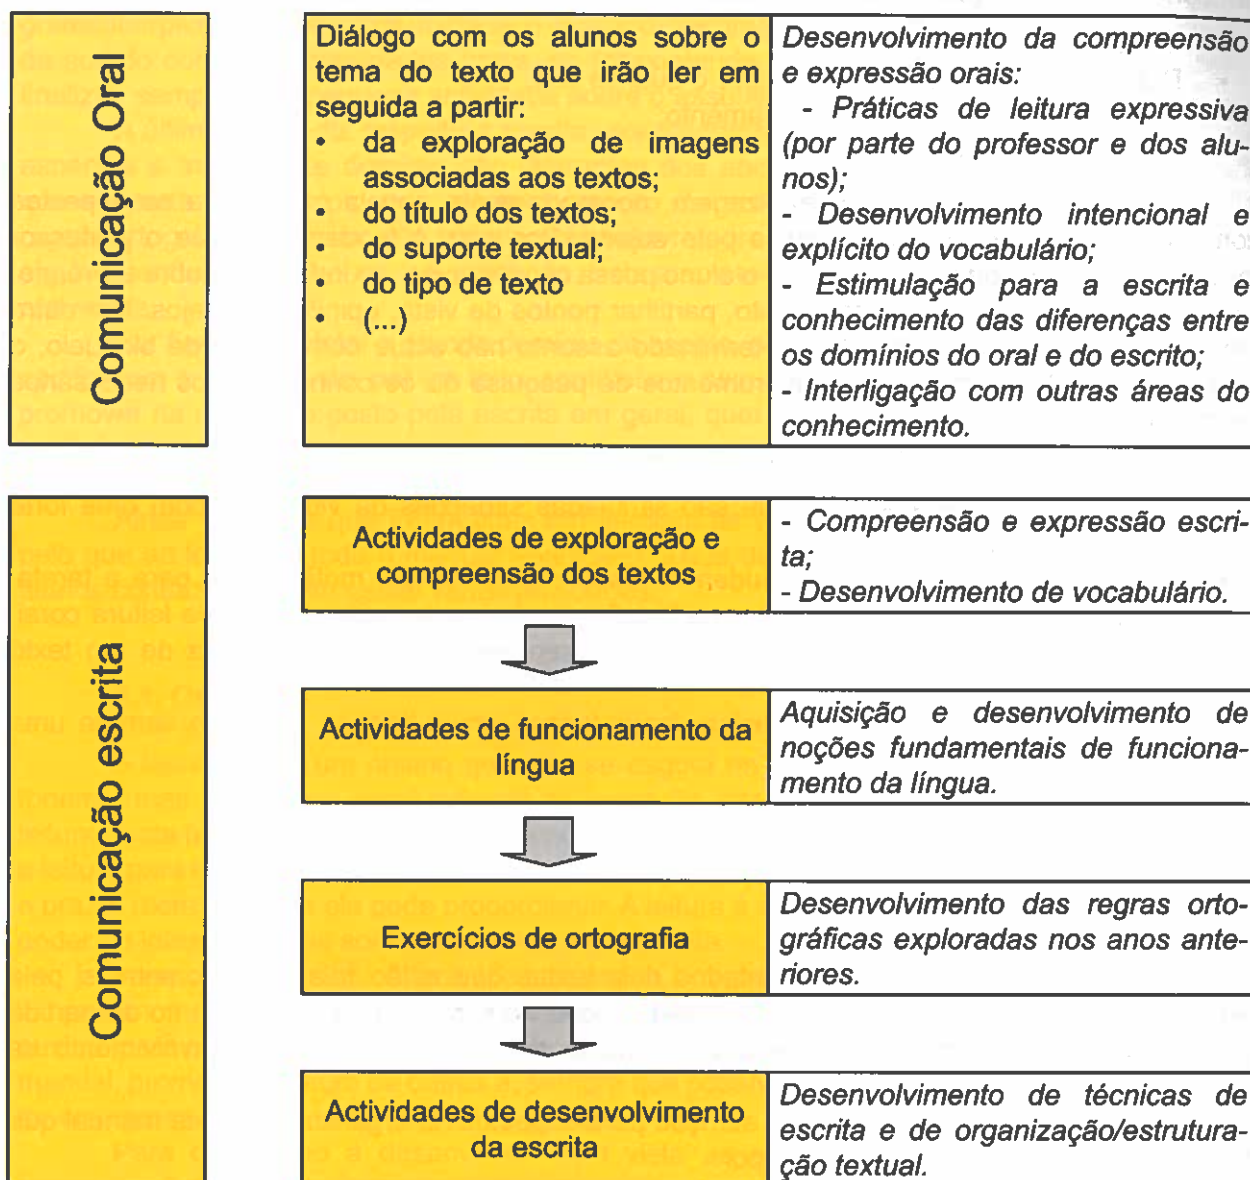 Comunicação Oral
Diálogo com os alunos sobre o
tema do texto que irão ler em
seguida a partir:
• da exploração de imagens
associadas aos textos;
• do título dos textos;
• do suporte textual;
• do tipo de texto
• (...)
Desenvolvimento da compreensão
e expressão orais:
- Práticas de leitura expressiva
(por parte do professor e dos alu-
nos);
- Desenvolvimento intencional e
explícito do vocabulário;
- Estimulação para a escrita e
conhecimento das diferenças entre
os domínios do oral e do escrito;
- Interligação com outras áreas do
conhecimento.
Comunicação escrita
Actividades de exploração e
compreensão dos textos
- Compreensão e expressão escri-
ta;
- Desenvolvimento de vocabulário.
Actividades de funcionamento da
língua
Aquisição e desenvolvimento de
noções fundamentais de funciona-
mento da língua.
Exercícios de ortografia
Desenvolvimento das regras orto-
gráficas exploradas nos anos ante-
riores.
Actividades de desenvolvimento
da escrita
Desenvolvimento de técnicas de
escrita e de organização/estrutura-
ção textual.